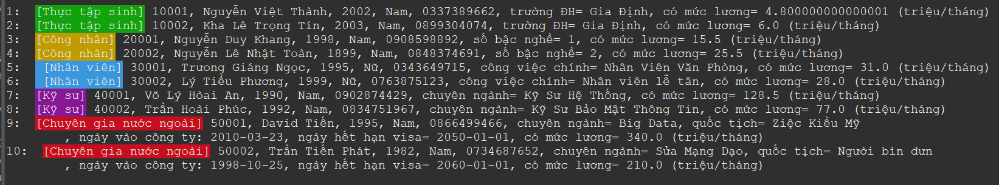 1: [Thực tập sinh] 10001, Nguyễn Việt Thành, 2002, Nam, 0337389662, trường ĐH= Gia Định, có mức lương= 4.800000000000001 (triệu/tháng)
2: [Thực tập sinh] 10002, Kha Lê Trọng Tín, 2003, Nam, 0899304074, trường ĐH= Gia Định, có mức lương= 6.0 (triệu/tháng)
3: [Công nhân] 20001, Nguyễn Duy Khang, 1998, Nam, 0908598892, số bậc nghề= 1, có mức lương= 15.5 (triệu/tháng)
4: [Công nhân] 20002, Nguyễn Lê Nhật Toàn, 1899, Nam, 0848374691, số bậc nghề= 2, có mức lương= 25.5 (triệu/tháng)
5: [Nhân viên] 30001, Trương Giáng Ngọc, 1995, Nữ, 0343649715, công việc chính= Nhân Viên Văn Phòng, có mức lương= 31.0 (triệu/tháng)
6: [Nhân viên] 30002, Lý Tiểu Phương, 1999, Nữ, 0763875123, công việc chính= Nhân viên lễ tân, có mức lương= 28.0 (triệu/tháng)
7: [Kỹ sư] 40001, Võ Lý Hòai An, 1990, Nam, 0902874429, chuyên ngành= Kỹ Sư Hệ Thống, có mức lương= 128.5 (triệu/tháng)
8: [Kỹ sư] 40002, Trần Hoài Phúc, 1992, Nam, 0834751967, chuyên ngành= Kỹ Sư Bảo Mật Thông Tin, có mức lương= 77.0 (triệu/tháng)
9: [Chuyên gia nước ngoài] 50001, David Tiến, 1995, Nam, 0866499466, chuyên ngành= Big Data, quốc tịch= Ziệc Kiều Mỹ
, ngày vào công ty: 2010-03-23, ngày hết hạn visa= 2050-01-01, có mức lương= 340.0 (triệu/tháng)
10: [Chuyên gia nước ngoài] 50002, Trần Tiến Phát, 1982, Nam, 0734687652, chuyên ngành= Sửa Mạng Dạo, quốc tịch= Người bìn dưn
, ngày vào công ty: 1998-10-25, ngày hết hạn visa= 2060-01-01, có mức lương= 210.0 (triệu/tháng)